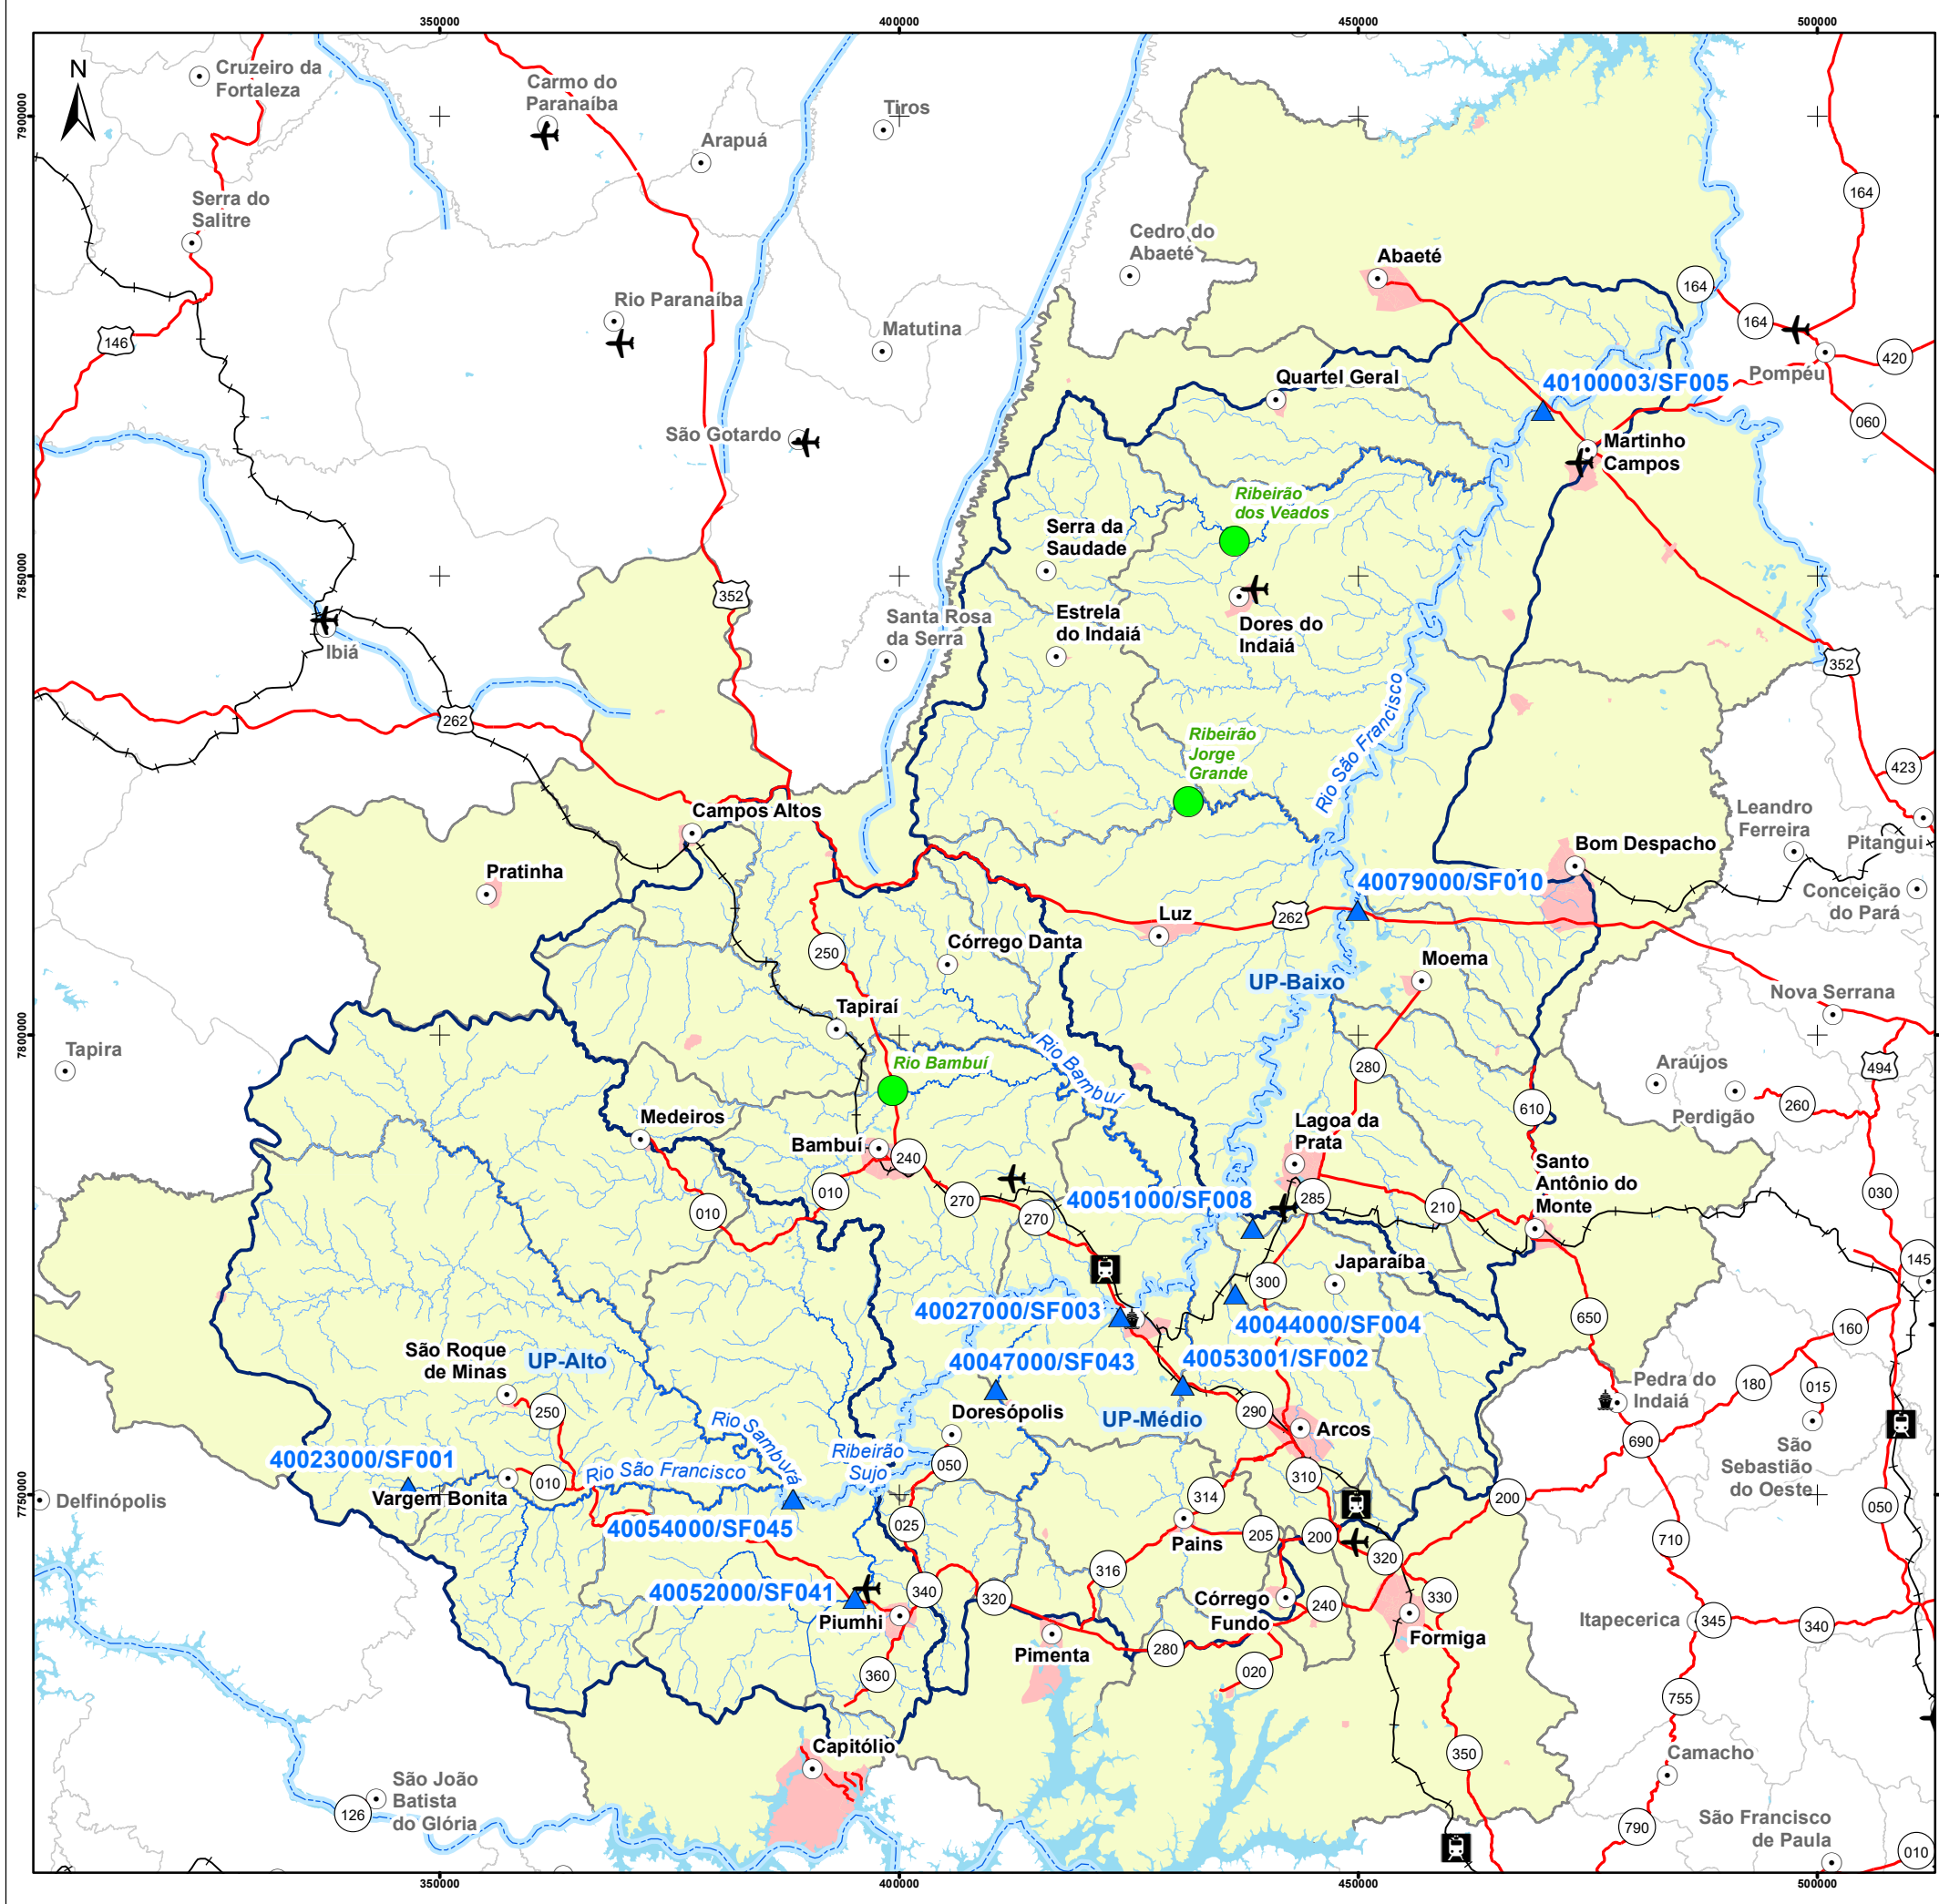 350000
400000
450000
500000
N
Cruzeiro da
Fortaleza
Carmo do
Paranaíba
Tiros
Arapuá
7900000
164
Serra do
Salitre
Cedro do
Abaeté
Abaeté
Rio Paranaíba
164
164
Matutina
146
420
Pompéu
Quartel Geral
40100003/SF005
060
São Gotardo
Martinho
Campos
Ribeirão
dos Veados
Serra da
Saudade
7850000
352
Santa Rosa
da Serra
Estrela
do Indaiá
Dores do
Indaiá
Ibiá
352
262
Rio São Francisco
Ribeirão
Jorge
Grande
423
Campos Altos
Leandro
Ferreira
Pitangui
Bom Despacho
Pratinha
40079000/SF010
Conceição
do Pará
Luz
262
250
Córrego Danta
Moema
UP-Baixo
Nova Serrana
Tapiraí
7800000
Tapira
Rio Bambuí
Rio Bambuí
280
Araújos
494
Perdigão
260
610
Medeiros
Bambuí
240
Lagoa da
Prata
Santo
Antônio do
Monte
010
010
270
270
40051000/SF008
285
210
030
145
Japaraíba
300
40027000/SF003
40044000/SF004
650
160
São Roque
de Minas
UP-Alto
40047000/SF043
40053001/SF002
Pedra do
Indaiá
180
015
250
Doresópolis
UP-Médio
290
Arcos
690
Rio Samburá
Ribeirão
Sujo
40023000/SF001
Rio São Francisco
010
050
310
São
Sebastião
do Oeste
7750000
Delfinópolis
Vargem Bonita
314
200
050
40054000/SF045
025
Pains
205
200
710
320
316
40052000/SF041
340
320
Córrego
Fundo
240
330
Piumhi
Itapecerica
345
340
Formiga
Pimenta
280
360
020
755
Capitólio
350
Camacho
São João
Batista
do Glória
126
790
São Francisco
de Paula
010
350000
400000
450000
500000